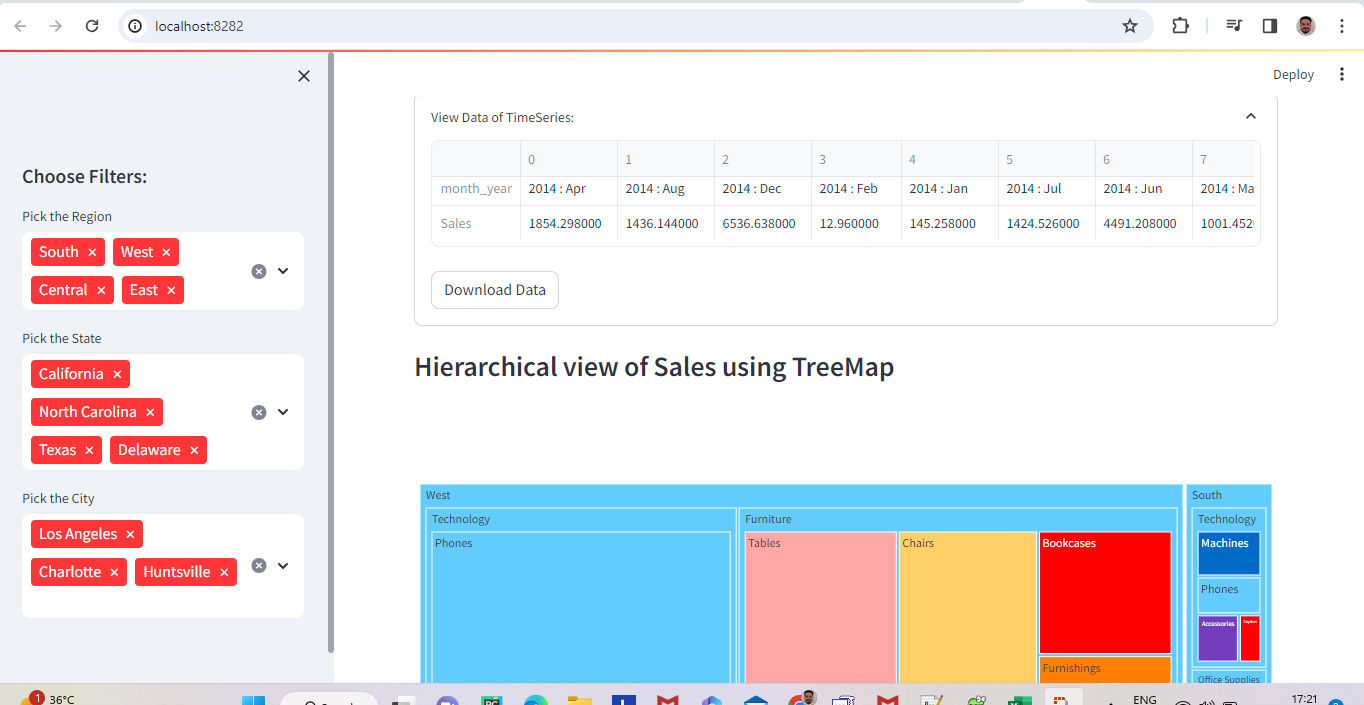 localhost:8282
Deploy
Choose Filters:
Pick the Region
South
West
Central
East
Pick the State
California
North Carolina
Texas
Delaware
Pick the City
Los Angeles
Charlotte
Huntsville
View Data of TimeSeries:
0 1 2 3 4 5 6 7
month_year 2014 : Apr 2014 : Aug 2014 : Dec 2014 : Feb 2014 : Jan 2014 : Jul 2014 : Jun 2014 : Ma
Sales 1854.298000 1436.144000 6536.638000 12.960000 145.258000 1424.526000 4491.208000 1001.452
Download Data
Hierarchical view of Sales using TreeMap
West
Technology
Phones
Furniture
Tables
Chairs
Bookcases
Furnishings
South
Technology
Machines
Phones
Accessories
Office Supplies
1
36°C
ENG
17:21